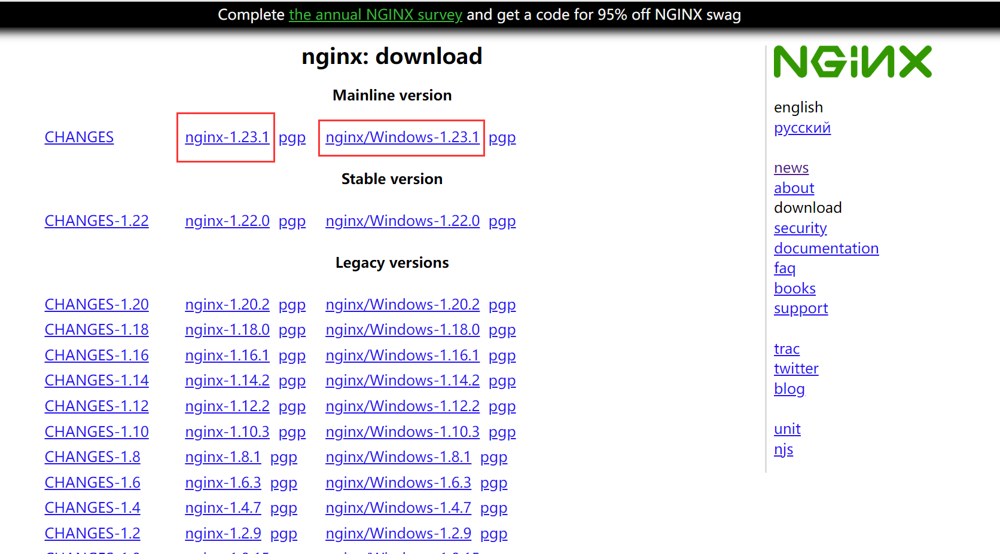 Complete the annual NGINX survey and get a code for 95% off NGINX swag
nginx: download
Mainline version
CHANGES nginx-1.23.1 pgp nginx/Windows-1.23.1 pgp
Stable version
CHANGES-1.22 nginx-1.22.0 pgp nginx/Windows-1.22.0 pgp
Legacy versions
CHANGES-1.20 nginx-1.20.2 pgp nginx/Windows-1.20.2 pgp
CHANGES-1.18 nginx-1.18.0 pgp nginx/Windows-1.18.0 pgp
CHANGES-1.16 nginx-1.16.1 pgp nginx/Windows-1.16.1 pgp
CHANGES-1.14 nginx-1.14.2 pgp nginx/Windows-1.14.2 pgp
CHANGES-1.12 nginx-1.12.2 pgp nginx/Windows-1.12.2 pgp
CHANGES-1.10 nginx-1.10.3 pgp nginx/Windows-1.10.3 pgp
CHANGES-1.8 nginx-1.8.1 pgp nginx/Windows-1.8.1 pgp
CHANGES-1.6 nginx-1.6.3 pgp nginx/Windows-1.6.3 pgp
CHANGES-1.4 nginx-1.4.7 pgp nginx/Windows-1.4.7 pgp
CHANGES-1.2 nginx-1.2.9 pgp nginx/Windows-1.2.9 pgp
NGINX
english
русский
news
about
download
security
documentation
faq
books
support
trac
twitter
blog
unit
njs